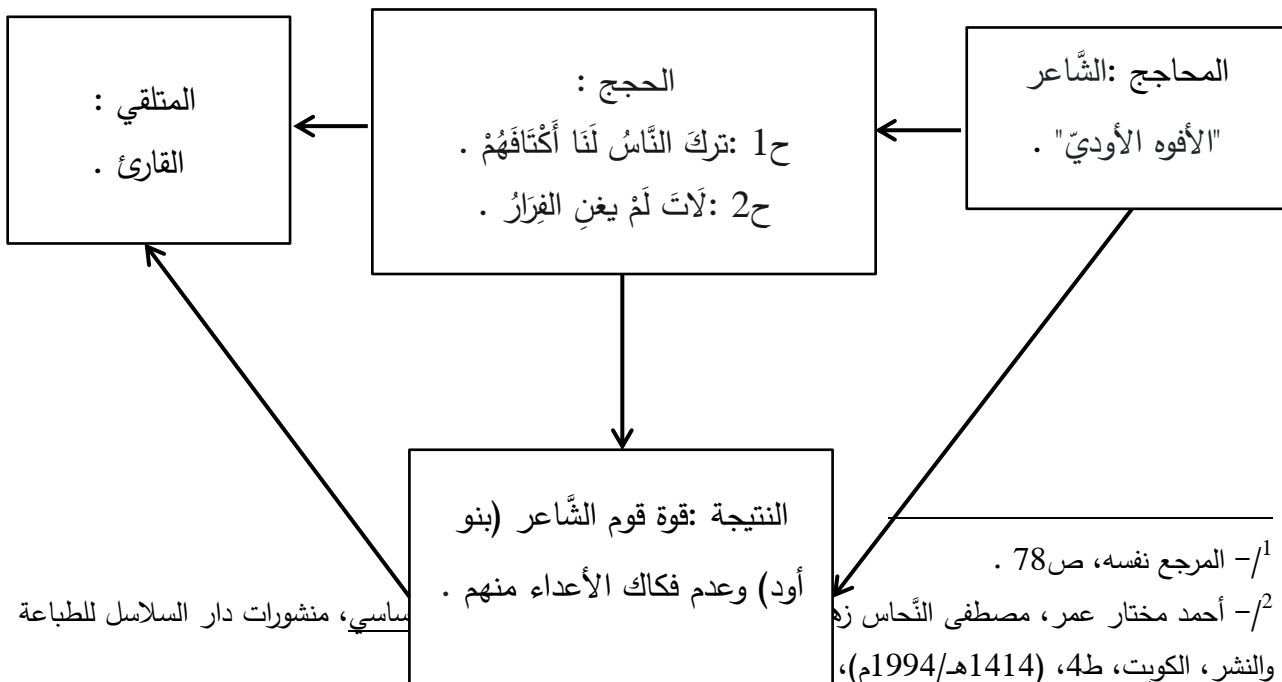 المحاجج :الشَّاعر
"الأفوه الأوديّ" .
الحجج :
ح1 :تركَ النَّاسُ لَنَا أَكْتَافَهُمْ .
ح2 :لَاتَ لَمْ يغنِ الفِرَارُ .
المتلقي :
القارئ .
النتيجة :قوة قوم الشَّاعر (بنو
أود) وعدم فكاك الأعداء منهم .
1/- المرجع نفسه، ص78 .
2/- أحمد مختار عمر، مصطفى النَّحاس ، منشورات دار السلاسل للطباعة
والنشر، الكويت، ط4، (1414هـ/1994م)،